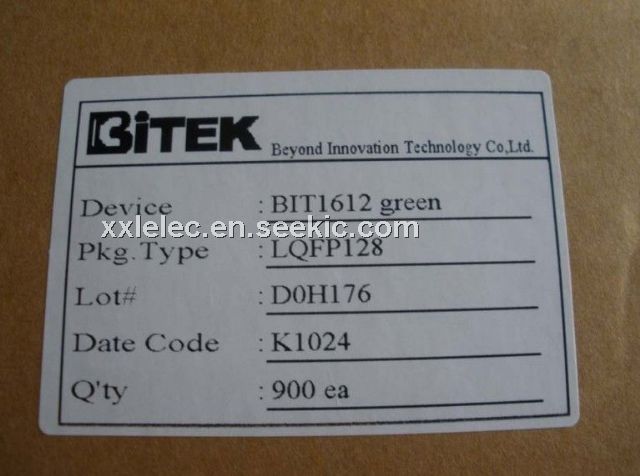 BiTEK Beyond Innovation Technology Co,Ltd.
Device : BIT1612 green
xxlelec.en.seekic.com
Pkg.Type : LQFP128
Lot# : D0H176
Date Code : K1024
Q'ty : 900 ea